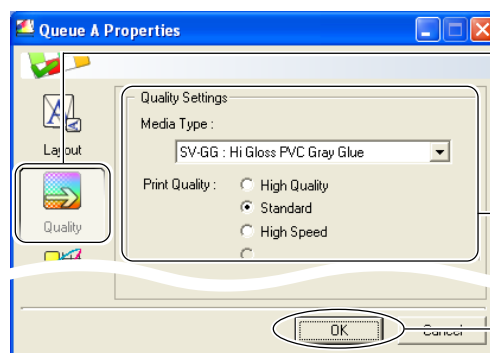 Queue A Properties
Quality Settings
Media Type :
Layout
SV-GG : Hi Gloss PVC Gray Glue
Print Quality :
High Quality
Standard
Quality
High Speed
OK
Cancel